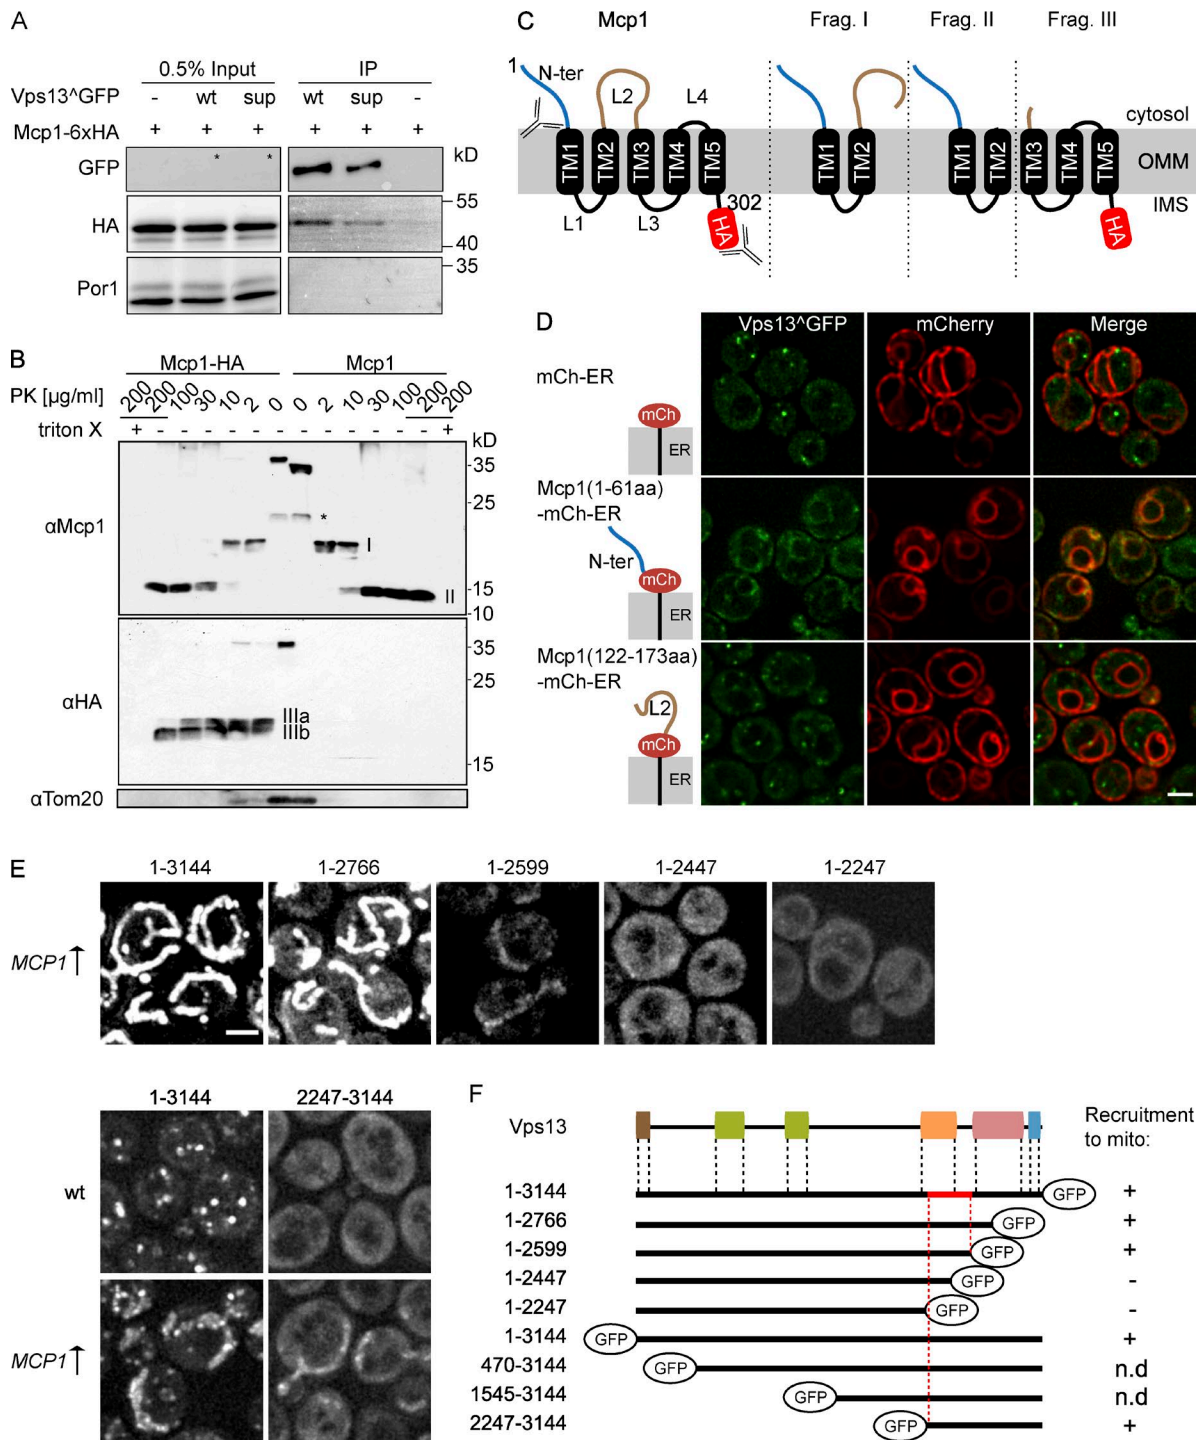 A
0.5% Input IP
Vps13^GFP - wt sup wt sup -
Mcp1-6xHA + + + + + +
GFP * * kD
HA 55
40
Por1 35
B
Mcp1-HA Mcp1
PK [µg/ml] 200 200 100 30 10 2 0 0 2 10 30 100 200 200
triton X + - - - - - - - - - - - - +
kD
35
25
αMcp1 *
I
15
II
10
35
25
αHA
IIIa
IIIb
15
αTom20
C
Mcp1 Frag. I Frag. II Frag. III
1 N-ter L2 L4 cytosol
TM1 TM2 TM3 TM4 TM5 TM1 TM2 TM1 TM2 TM3 TM4 TM5 OMM
302 IMS
L1 L3 HA HA
D
Vps13^GFP mCherry Merge
mCh-ER
mCh
ER
Mcp1(1-61aa)
-mCh-ER
N-ter
mCh
ER
Mcp1(122-173aa)
-mCh-ER
L2
mCh
ER
E
1-3144 1-2766 1-2599 1-2447 1-2247
MCP1↑
1-3144 2247-3144
wt
MCP1↑
F
Vps13 Recruitment
to mito:
1-3144 GFP +
1-2766 GFP +
1-2599 GFP +
1-2447 GFP -
1-2247 GFP -
1-3144 GFP +
470-3144 GFP n.d
1545-3144 GFP n.d
2247-3144 GFP +